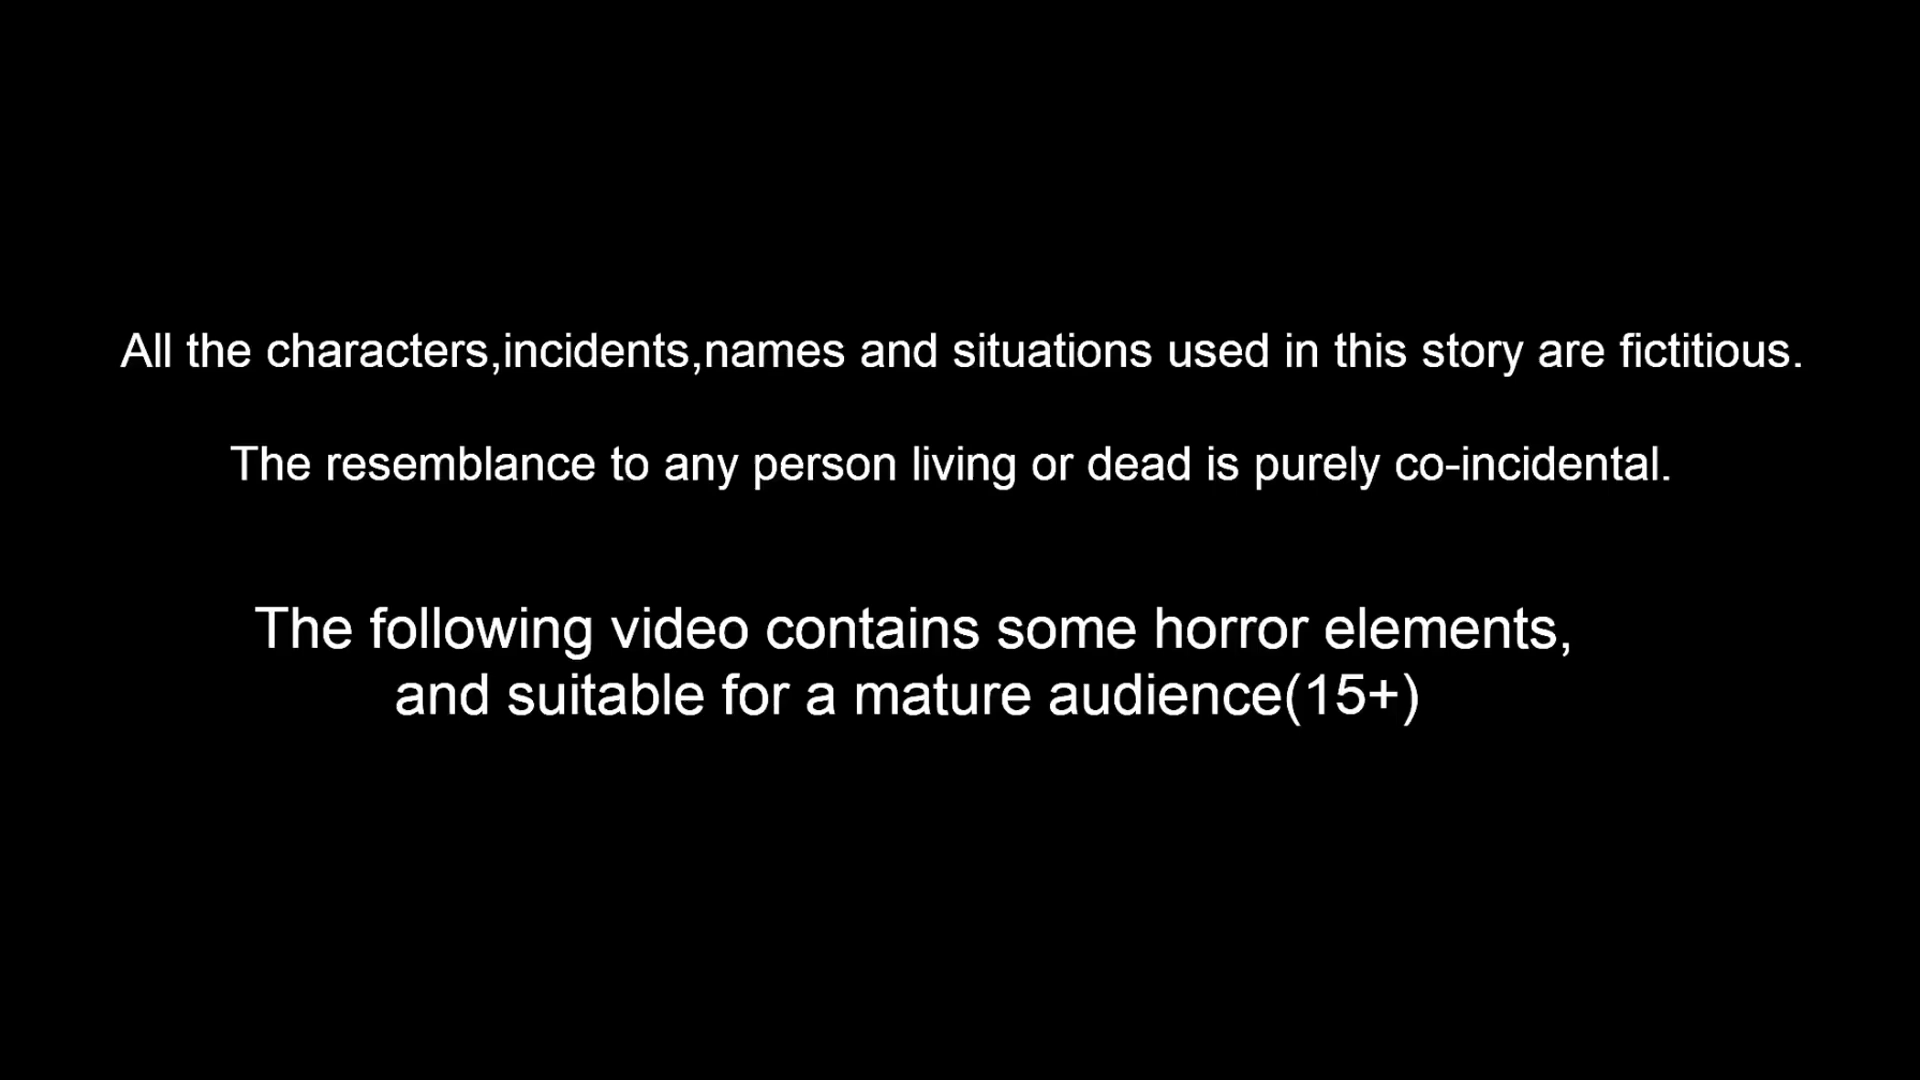 All the characters,incidents,names and situations used in this story are fictitious.
The resemblance to any person living or dead is purely co-incidental.
The following video contains some horror elements,
and suitable for a mature audience(15+)